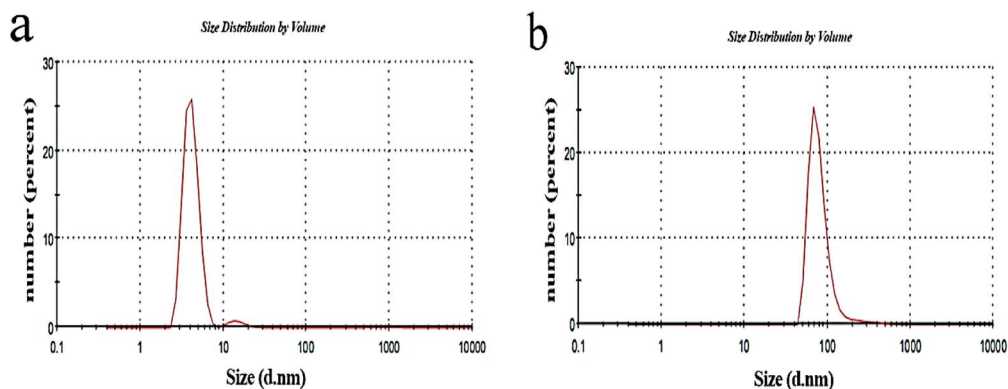 a
Size Distribution by Volume
number (percent)
30
20
10
0
0.1 1 10 100 1000 10000
Size (d.nm)
b
Size Distribution by Volume
number (percent)
30
20
10
0
0.1 1 10 100 1000 10000
Size (d.nm)